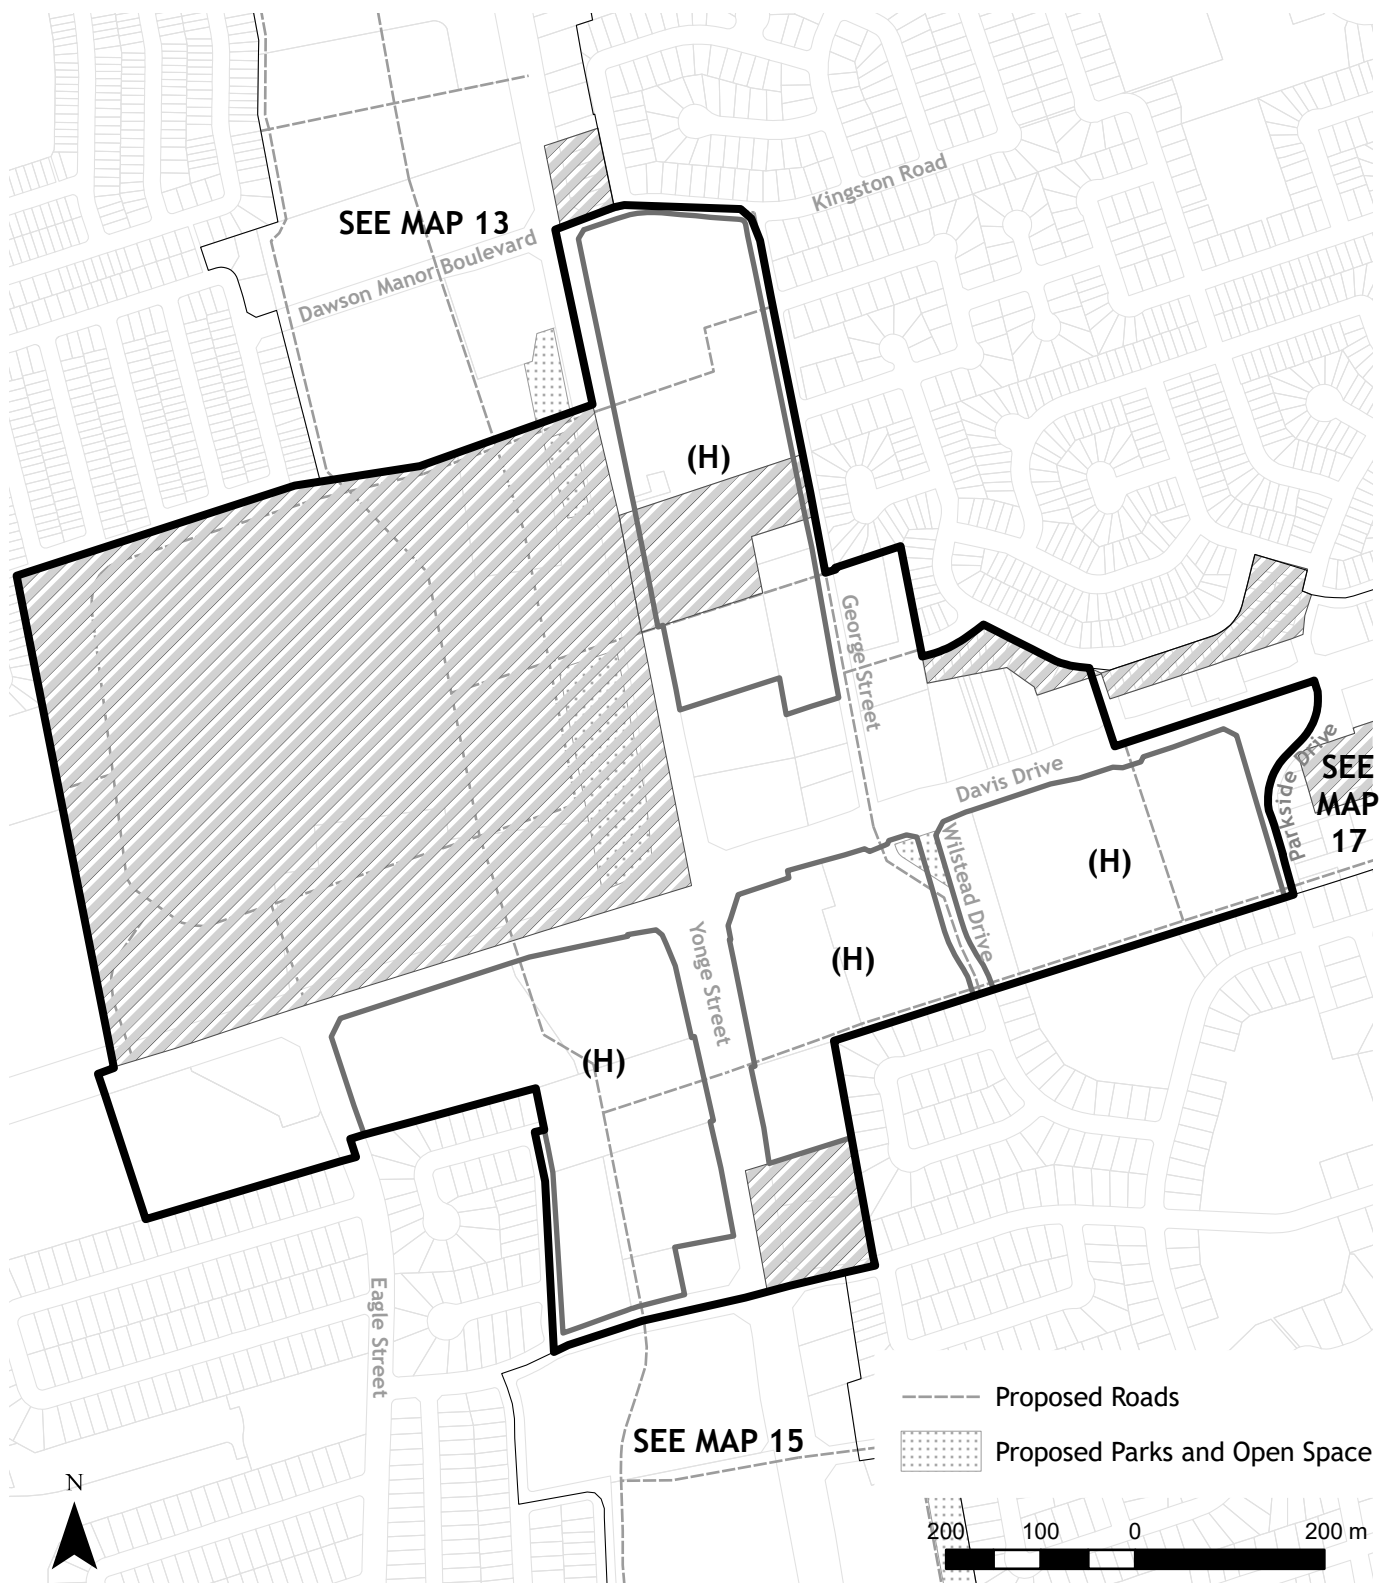 Kingston Road
SEE MAP 13
Dawson Manor Boulevard
(H)
George Street
Davis Drive
Parkside Drive
SEE
MAP
17
Wilstead Drive
(H)
Yonge Street
(H)
(H)
Eagle Street
Proposed Roads
SEE MAP 15
Proposed Parks and Open Space
N
200 100 0 200 m